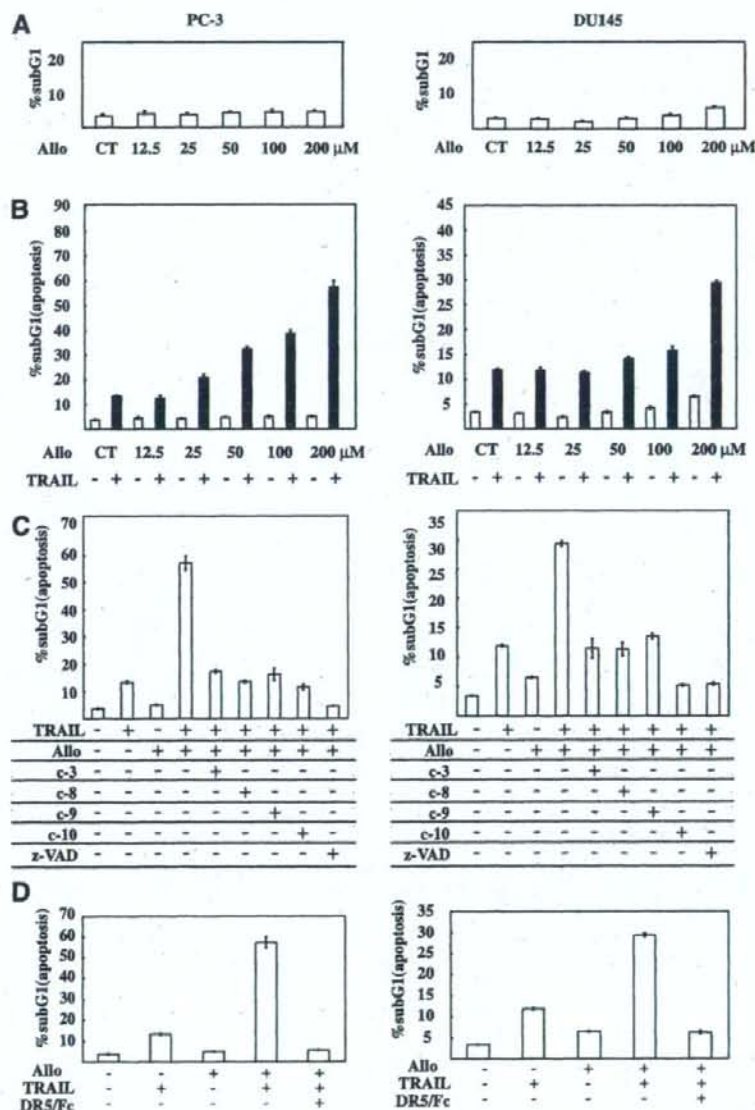 PC-3 DU145
A
%subG1 20 10
%subG1 20 10
Allo CT 12.5 25 50 100 200 μM
Allo CT 12.5 25 50 100 200 μM
B
%subG1(apoptosis) 90 80 70 60 50 40 30 20 10
%subG1(apoptosis) 45 40 35 30 25 20 15 10 5
Allo CT 12.5 25 50 100 200 μM
TRAIL - + - + - + - + - + - +
Allo CT 12.5 25 50 100 200 μM
TRAIL - + - + - + - + - + - +
C
%subG1(apoptosis) 70 60 50 40 30 20 10
TRAIL - + - + + + + + +
Allo - - + + + + + + +
c-3 - - - - + - - - -
c-8 - - - - - + - - -
c-9 - - - - - - + - -
c-10 - - - - - - - + -
z-VAD - - - - - - - - +
%subG1(apoptosis) 35 30 25 20 15 10 5
TRAIL - + - + + + + + +
Allo - - + + + + + + +
c-3 - - - - + - - - -
c-8 - - - - - + - - -
c-9 - - - - - - + - -
c-10 - - - - - - - + -
z-VAD - - - - - - - - +
D
%subG1(apoptosis) 70 60 50 40 30 20 10
Allo - - + + +
TRAIL - + - + +
DR5/Fc - - - - +
%subG1(apoptosis) 35 30 25 20 15 10 5
Allo - - + + +
TRAIL - + - + +
DR5/Fc - - - - +